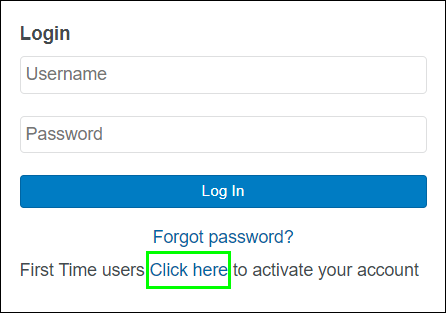 Login
Username
Password
Log In
Forgot password?
First Time users Click here to activate your account